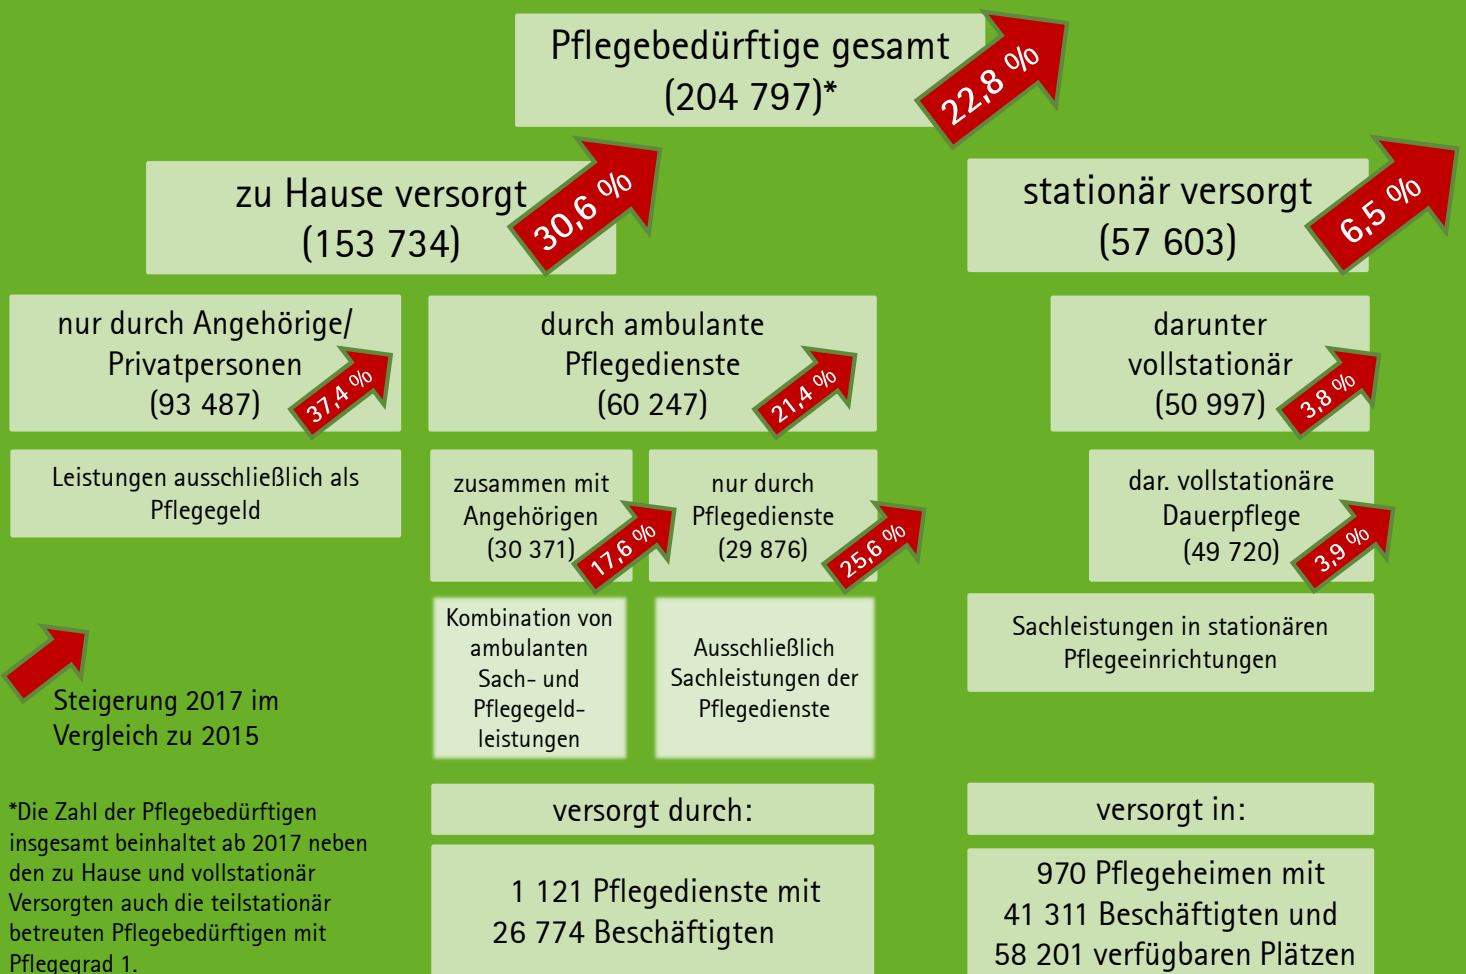 Pflegebedürftige gesamt
(204 797)*
22,8 %
zu Hause versorgt
(153 734)
30,6 %
stationär versorgt
(57 603)
6,5 %
nur durch Angehörige/
Privatpersonen
(93 487)
37,4 %
durch ambulante
Pflegedienste
(60 247)
21,4 %
darunter
vollstationär
(50 997)
3,8 %
Leistungen ausschließlich als
Pflegegeld
zusammen mit
Angehörigen
(30 371)
17,6 %
nur durch
Pflegedienste
(29 876)
25,6 %
dar. vollstationäre
Dauerpflege
(49 720)
3,9 %
Kombination von
ambulanten
Sach- und
Pflegegeld-
leistungen
Ausschließlich
Sachleistungen der
Pflegedienste
Sachleistungen in stationären
Pflegeeinrichtungen
Steigerung 2017 im
Vergleich zu 2015
*Die Zahl der Pflegebedürftigen
insgesamt beinhaltet ab 2017 neben
den zu Hause und vollstationär
Versorgten auch die teilstationär
betreuten Pflegebedürftigen mit
Pflegegrad 1.
versorgt durch:
1 121 Pflegedienste mit
26 774 Beschäftigten
versorgt in:
970 Pflegeheimen mit
41 311 Beschäftigten und
58 201 verfügbaren Plätzen